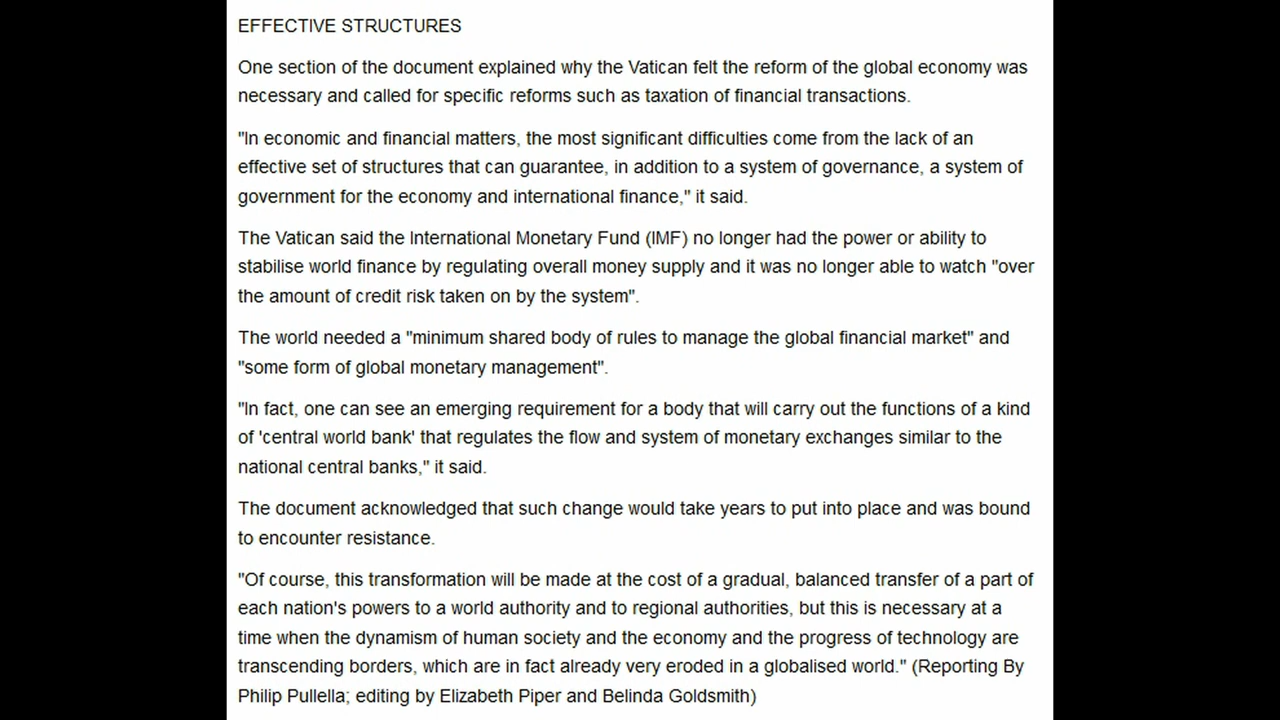 EFFECTIVE STRUCTURES
One section of the document explained why the Vatican felt the reform of the global economy was
necessary and called for specific reforms such as taxation of financial transactions.
"In economic and financial matters, the most significant difficulties come from the lack of an
effective set of structures that can guarantee, in addition to a system of governance, a system of
government for the economy and international finance," it said.
The Vatican said the International Monetary Fund (IMF) no longer had the power or ability to
stabilise world finance by regulating overall money supply and it was no longer able to watch "over
the amount of credit risk taken on by the system".
The world needed a "minimum shared body of rules to manage the global financial market" and
"some form of global monetary management".
"In fact, one can see an emerging requirement for a body that will carry out the functions of a kind
of 'central world bank' that regulates the flow and system of monetary exchanges similar to the
national central banks," it said.
The document acknowledged that such change would take years to put into place and was bound
to encounter resistance.
"Of course, this transformation will be made at the cost of a gradual, balanced transfer of a part of
each nation's powers to a world authority and to regional authorities, but this is necessary at a
time when the dynamism of human society and the economy and the progress of technology are
transcending borders, which are in fact already very eroded in a globalised world." (Reporting By
Philip Pullella; editing by Elizabeth Piper and Belinda Goldsmith)